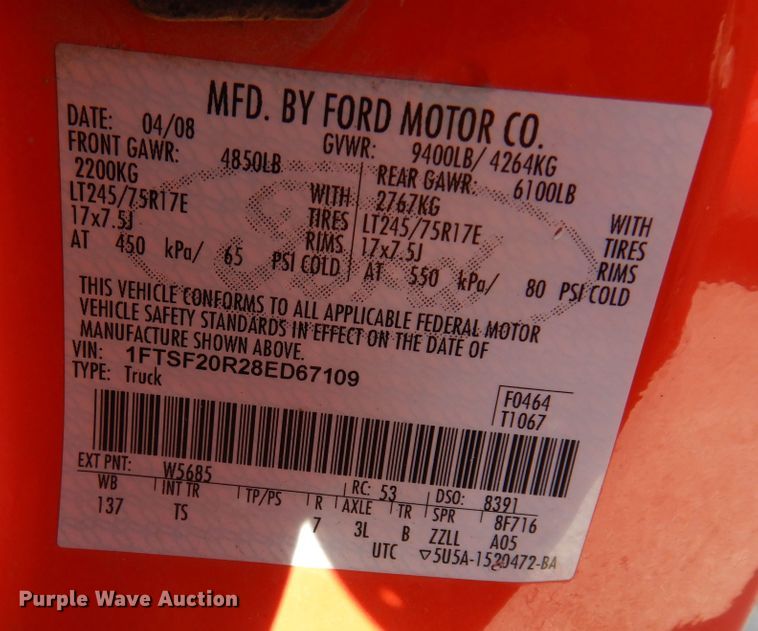 MFD. BY FORD MOTOR CO.
DATE: 04/08 GVWR: 9400LB/ 4264KG
FRONT GAWR: 4850LB REAR GAWR: 6100LB
2200KG WITH 2767KG WITH
LT245/75R17E TIRES LT245/75R17E TIRES
17x7.5J RIMS 17x7.5J RIMS
AT 450 kPa/ 65 PSI COLD AT 550 kPa/ 80 PSI COLD
THIS VEHICLE CONFORMS TO ALL APPLICABLE FEDERAL MOTOR
VEHICLE SAFETY STANDARDS IN EFFECT ON THE DATE OF
MANUFACTURE SHOWN ABOVE.
VIN: 1FTSF20R28ED67109
TYPE: Truck
F0464
T1067
EXT PNT: W5685 RC: 53 DSO: 8391
WB INT TR TP/PS R AXLE TR SPR 8F716
137 TS 7 3L B ZZLL A05
UTC ▽5U5A-1520472-BA
Ford
Purple Wave Auction